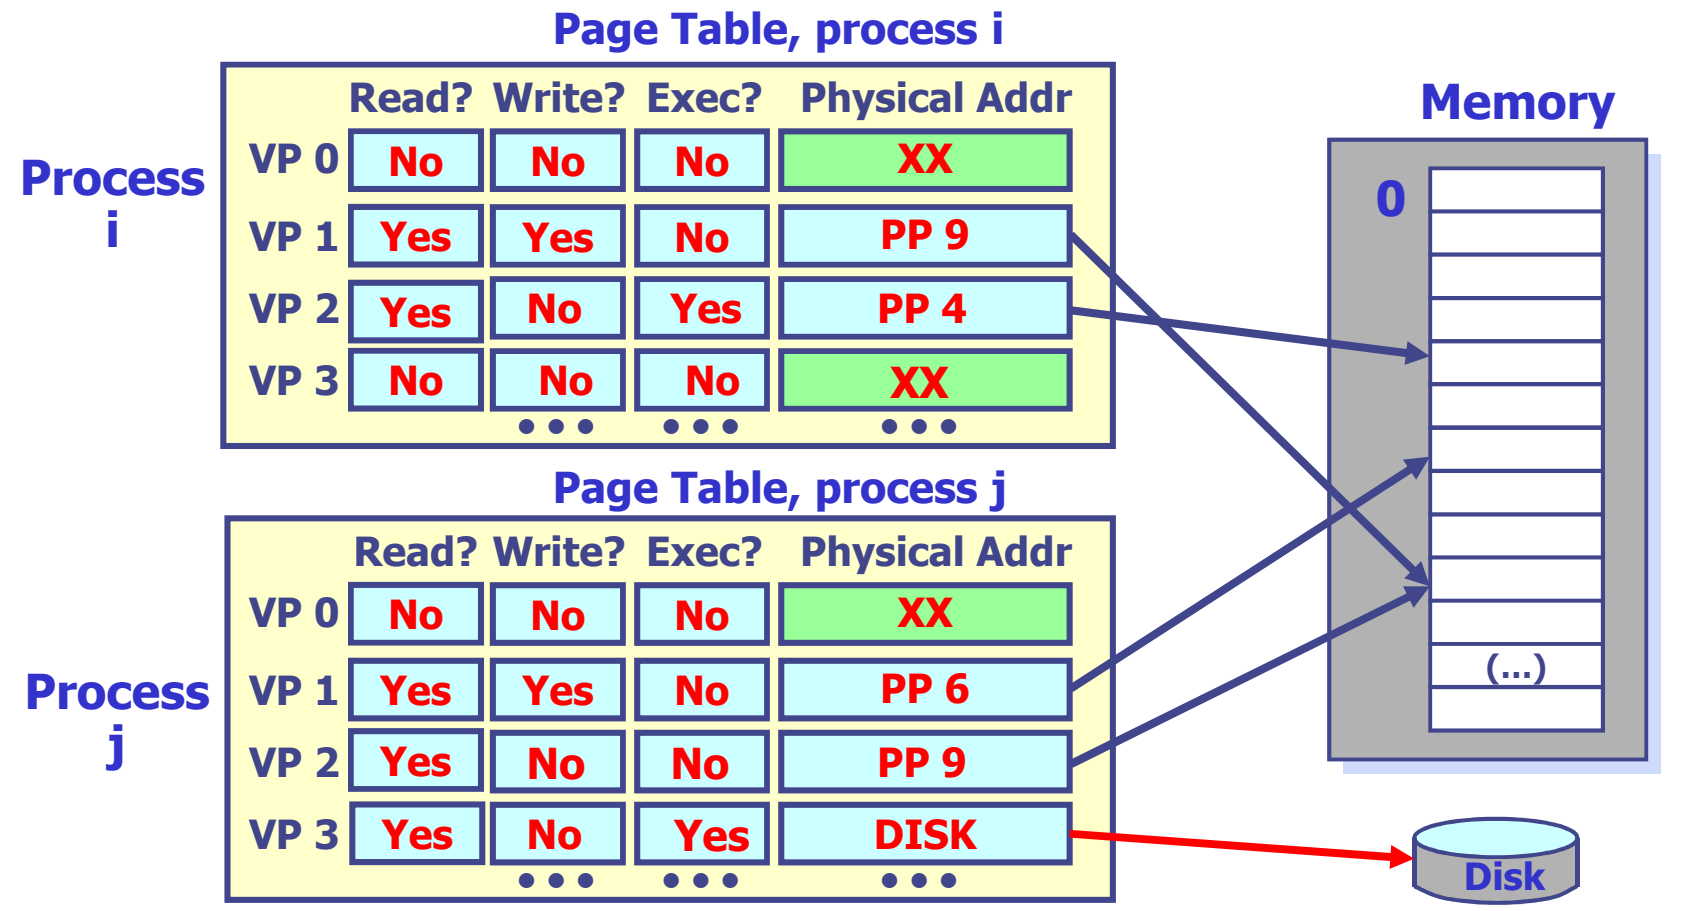 Page Table, process i
Read? Write? Exec? Physical Addr
Memory
VP 0 No No No XX
Process
i
0
VP 1 Yes Yes No PP 9
VP 2 Yes No Yes PP 4
VP 3 No No No XX
••• ••• •••
Page Table, process j
Read? Write? Exec? Physical Addr
VP 0 No No No XX
Process
j
VP 1 Yes Yes No PP 6
(...)
VP 2 Yes No No PP 9
VP 3 Yes No Yes DISK
Disk
••• ••• •••